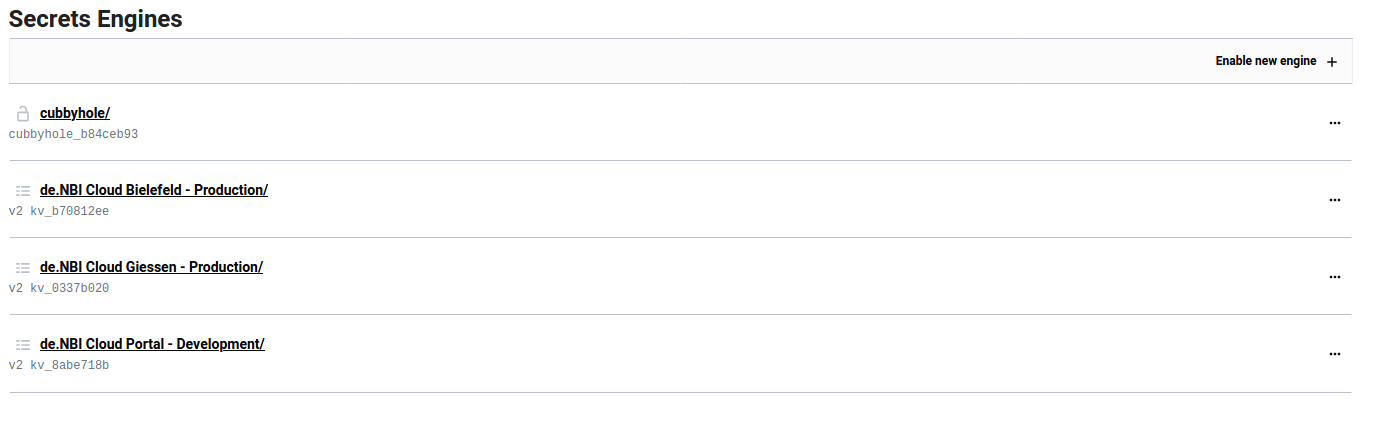 Secrets Engines
Enable new engine +
cubbyhole/
cubbyhole_b84ceb93
de.NBI Cloud Bielefeld - Production/
v2 kv_b70812ee
de.NBI Cloud Giessen - Production/
v2 kv_0337b020
de.NBI Cloud Portal - Development/
v2 kv_8abe718b